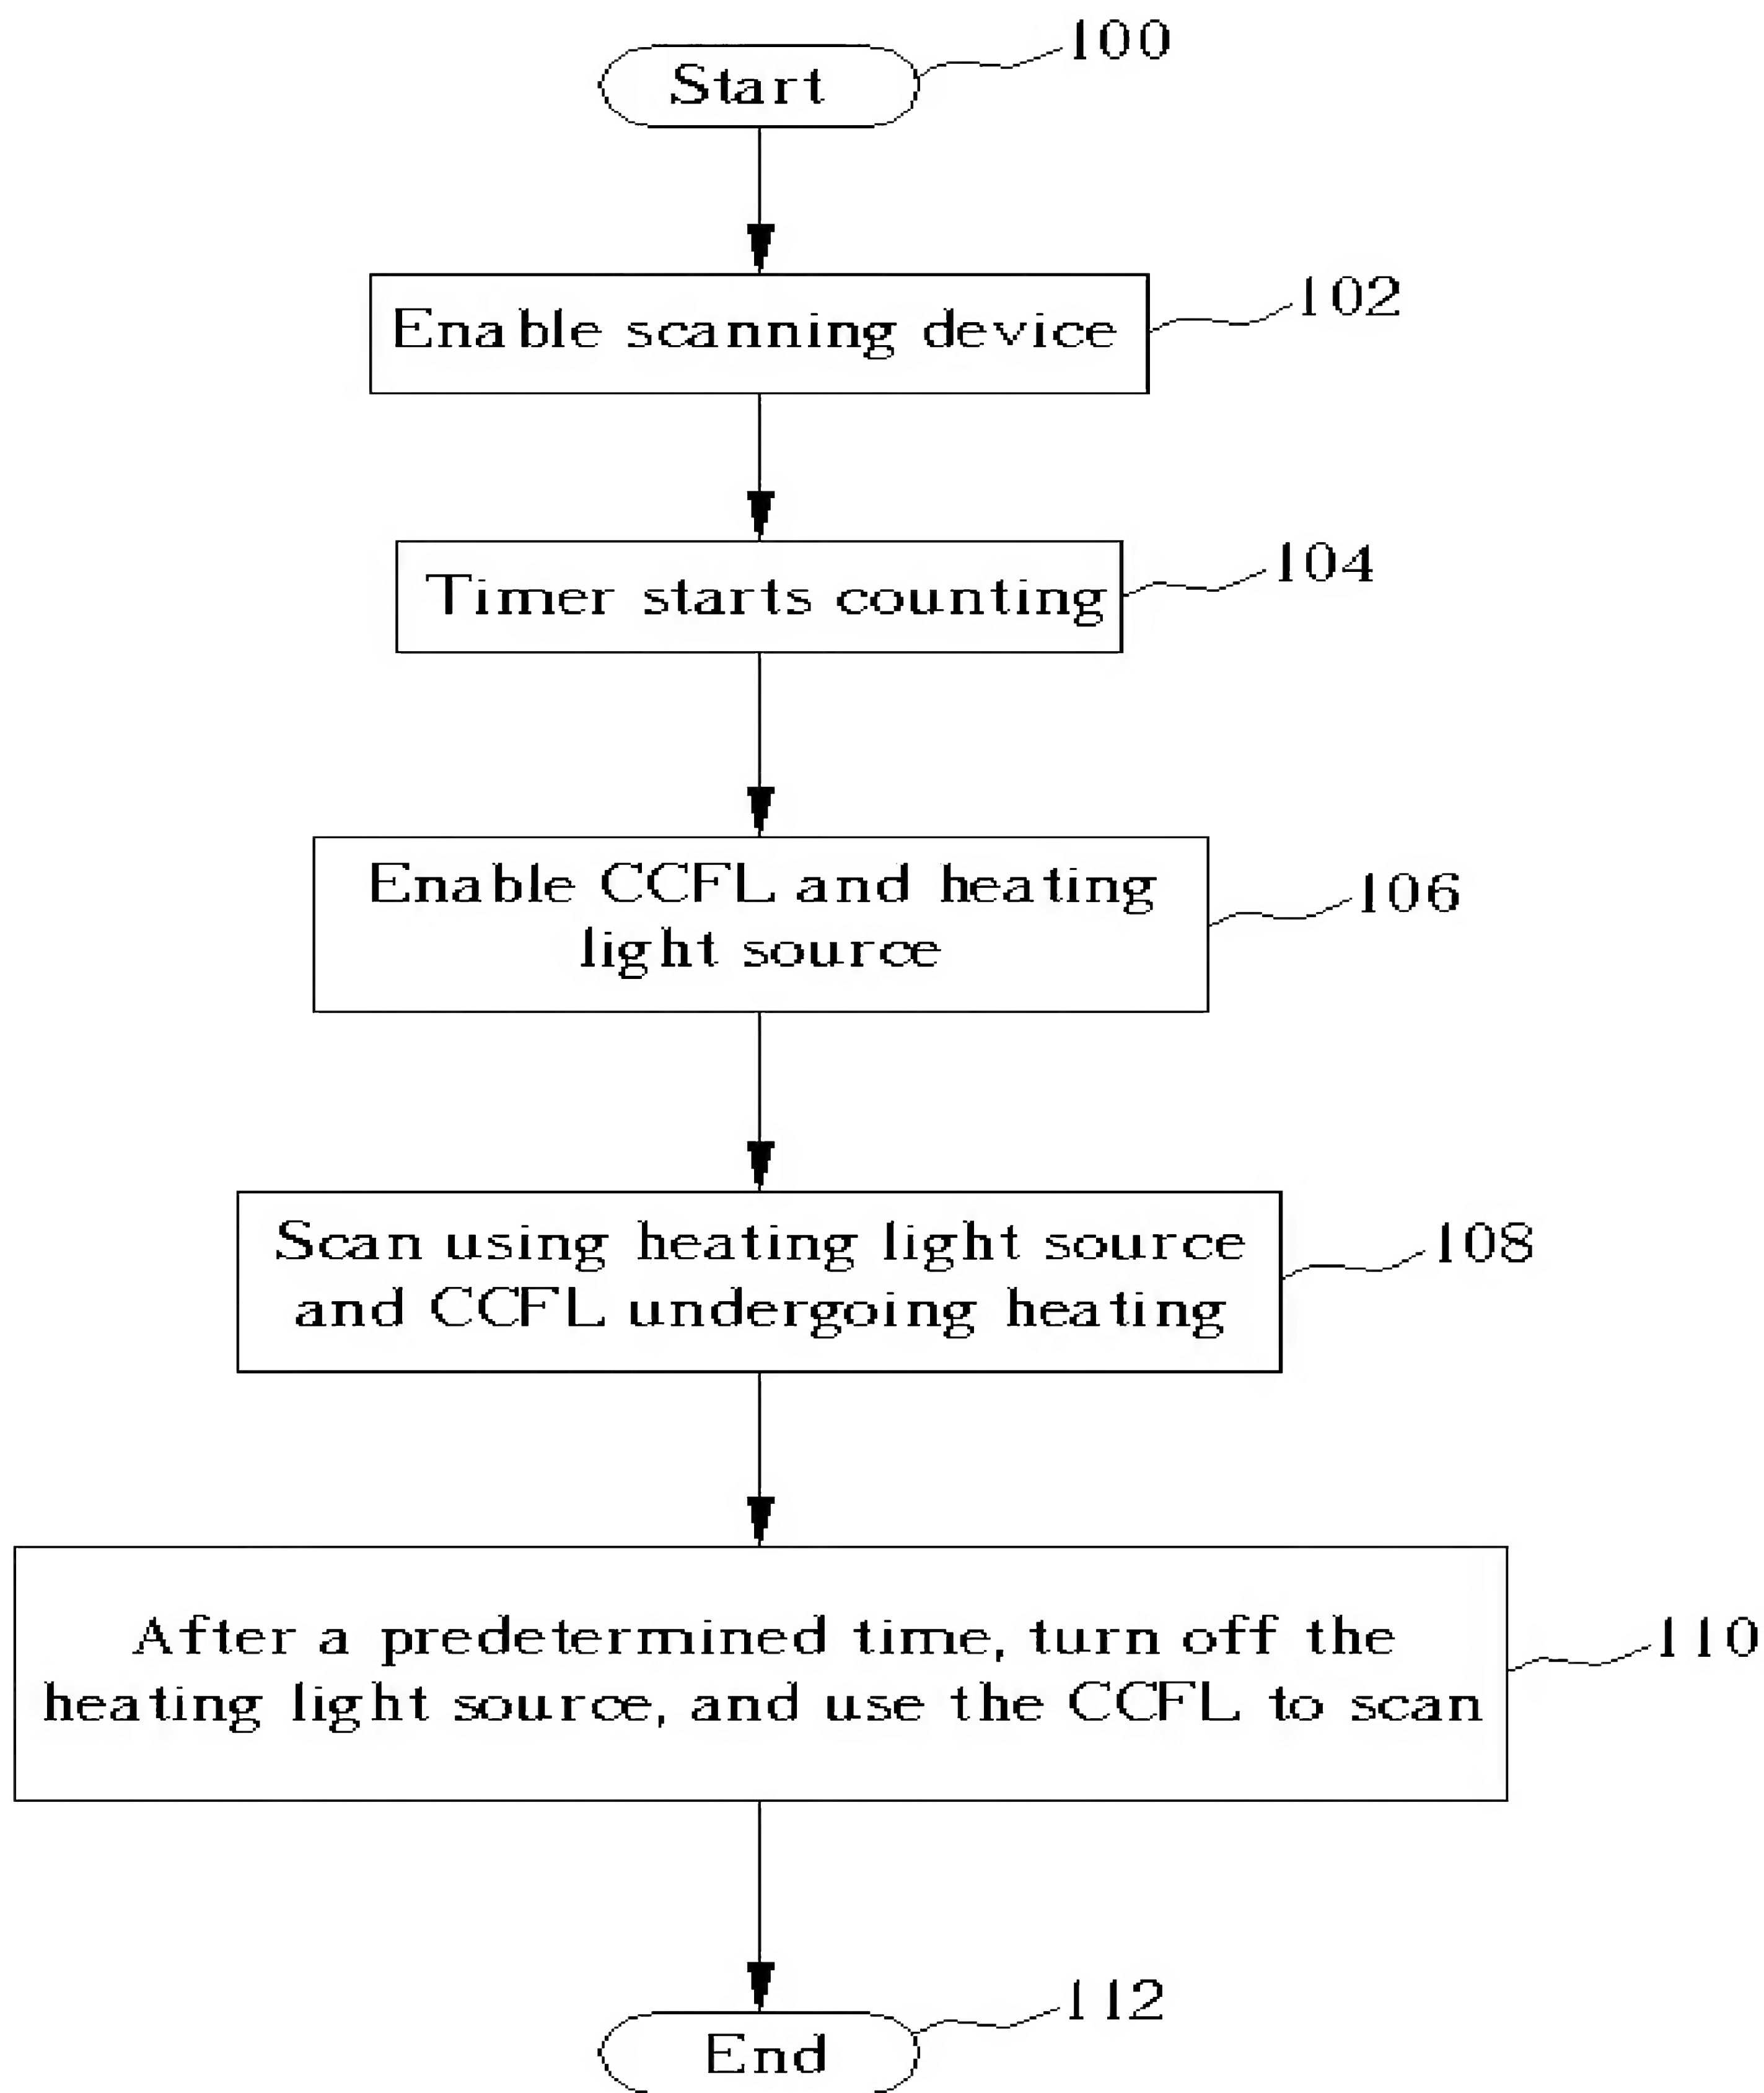 Start
100
Enable scanning device
102
Timer starts counting
104
Enable CCFL and heating
light source
106
Scan using heating light source
and CCFL undergoing heating
108
After a predetermined time, turn off the
heating light source, and use the CCFL to scan
110
End
112